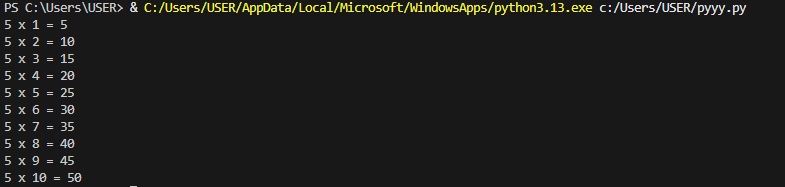 PS C:\Users\USER> & C:/Users/USER/AppData/Local/Microsoft/WindowsApps/python3.13.exe c:/Users/USER/pyyy.py
5 x 1 = 5
5 x 2 = 10
5 x 3 = 15
5 x 4 = 20
5 x 5 = 25
5 x 6 = 30
5 x 7 = 35
5 x 8 = 40
5 x 9 = 45
5 x 10 = 50